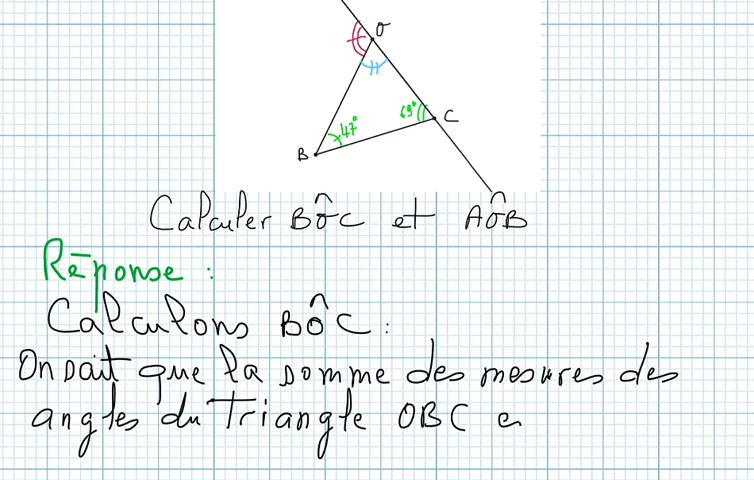 O
47°
69°
C
B
Calculer BÔC et AÔB
Réponse :
Calculons BÔC :
On sait que la somme des mesures des
angles du triangle OBC e